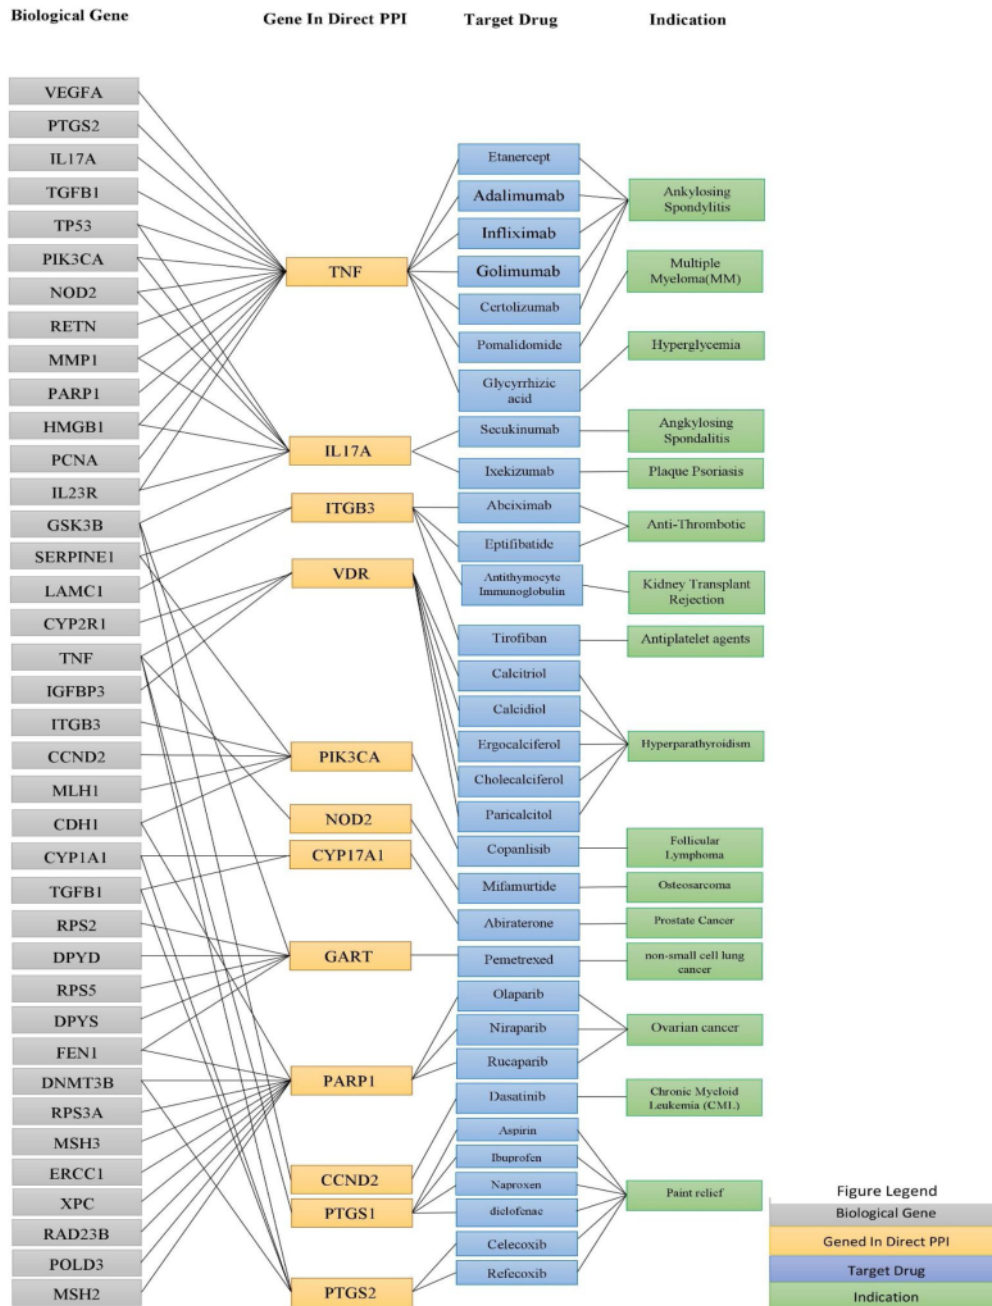 Biological Gene
Gene In Direct PPI
Target Drug
Indication
VEGFA
PTGS2
IL17A
TGFB1
TP53
PIK3CA
NOD2
RETN
MMP1
PARP1
HMGB1
PCNA
IL23R
GSK3B
SERPINE1
LAMC1
CYP2R1
TNF
IGFBP3
ITGB3
CCND2
MLH1
CDH1
CYP1A1
TGFB1
RPS2
DPYD
RPS5
DPYS
FEN1
DNMT3B
RPS3A
MSH3
ERCC1
XPC
RAD23B
POLD3
MSH2
TNF
IL17A
ITGB3
VDR
PIK3CA
NOD2
CYP17A1
GART
PARP1
CCND2
PTGS1
PTGS2
Etanercept
Adalimumab
Infliximab
Golimumab
Certolizumab
Pomalidomide
Glycyrrhizic
acid
Secukinumab
Ixekizumab
Abciximab
Eptifibatide
Antithymocyte
Immunoglobulin
Tirofiban
Calcitriol
Calcidiol
Ergocalciferol
Cholecalciferol
Paricalcitol
Copanlisib
Mifamurtide
Abiraterone
Pemetrexed
Olaparib
Niraparib
Rucaparib
Dasatinib
Aspirin
Ibuprofen
Naproxen
diclofenac
Celecoxib
Refecoxib
Ankylosing
Spondylitis
Multiple
Myeloma(MM)
Hyperglycemia
Angkylosing
Spondalitis
Plaque Psoriasis
Anti-Thrombotic
Kidney Transplant
Rejection
Antiplatelet agents
Hyperparathyroidism
Follicular
Lymphoma
Osteosarcoma
Prostate Cancer
non-small cell lung
cancer
Ovarian cancer
Chronic Myeloid
Leukemia (CML)
Paint relief
Figure Legend
Biological Gene
Gened In Direct PPI
Target Drug
Indication